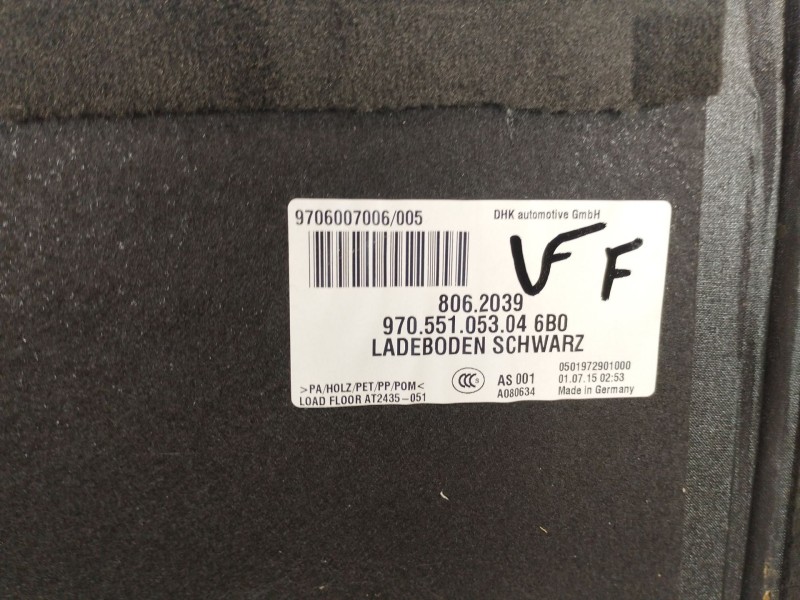 9706007006/005 DHK automotive GmbH
VF F
806.2039
970.551.053.04 6B0
LADEBODEN SCHWARZ
>PA/HOLZ/PET/PP/POM<
LOAD FLOOR AT2435-051
CCC S
AS 001
A080634
0501972901000
01.07.15 02:53
Made in Germany